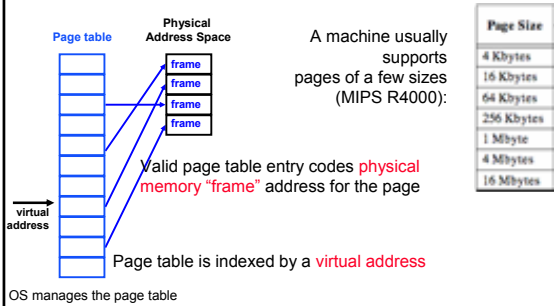 Page table
Physical
Address Space
frame
frame
frame
frame
virtual
address
A machine usually
supports
pages of a few sizes
(MIPS R4000):
Page Size
4 Kbytes
16 Kbytes
64 Kbytes
256 Kbytes
1 Mbyte
4 Mbytes
16 Mbytes
Valid page table entry codes physical
memory “frame” address for the page
Page table is indexed by a virtual address
OS manages the page table